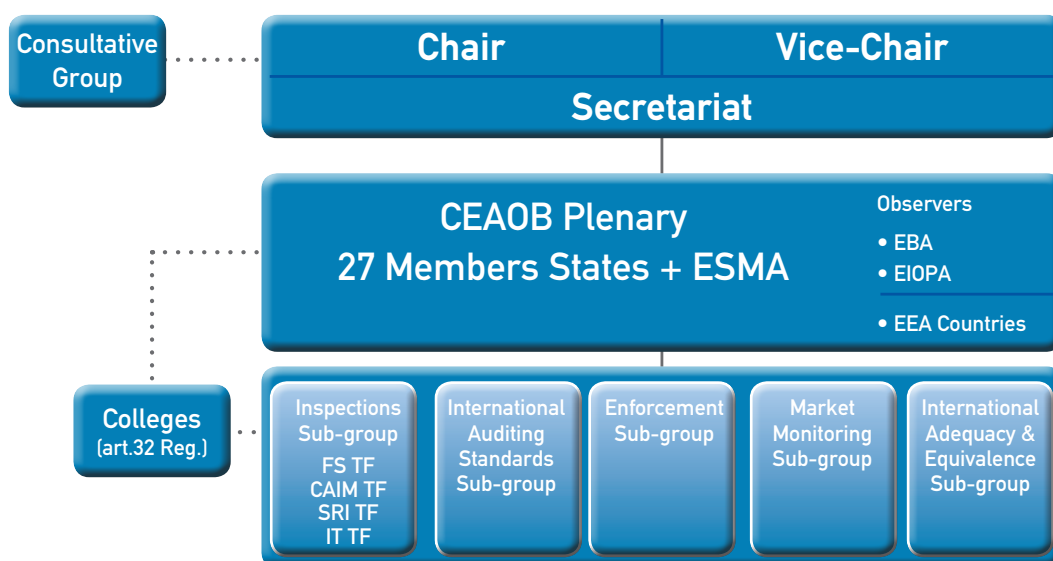 Consultative
Group
Chair
Vice-Chair
Secretariat
CEAOB Plenary
27 Members States + ESMA
Observers
• EBA
• EIOPA
• EEA Countries
Colleges
(art.32 Reg.)
Inspections
Sub-group
FS TF
CAIM TF
SRI TF
IT TF
International
Auditing
Standards
Sub-group
Enforcement
Sub-group
Market
Monitoring
Sub-group
International
Adequacy &
Equivalence
Sub-group